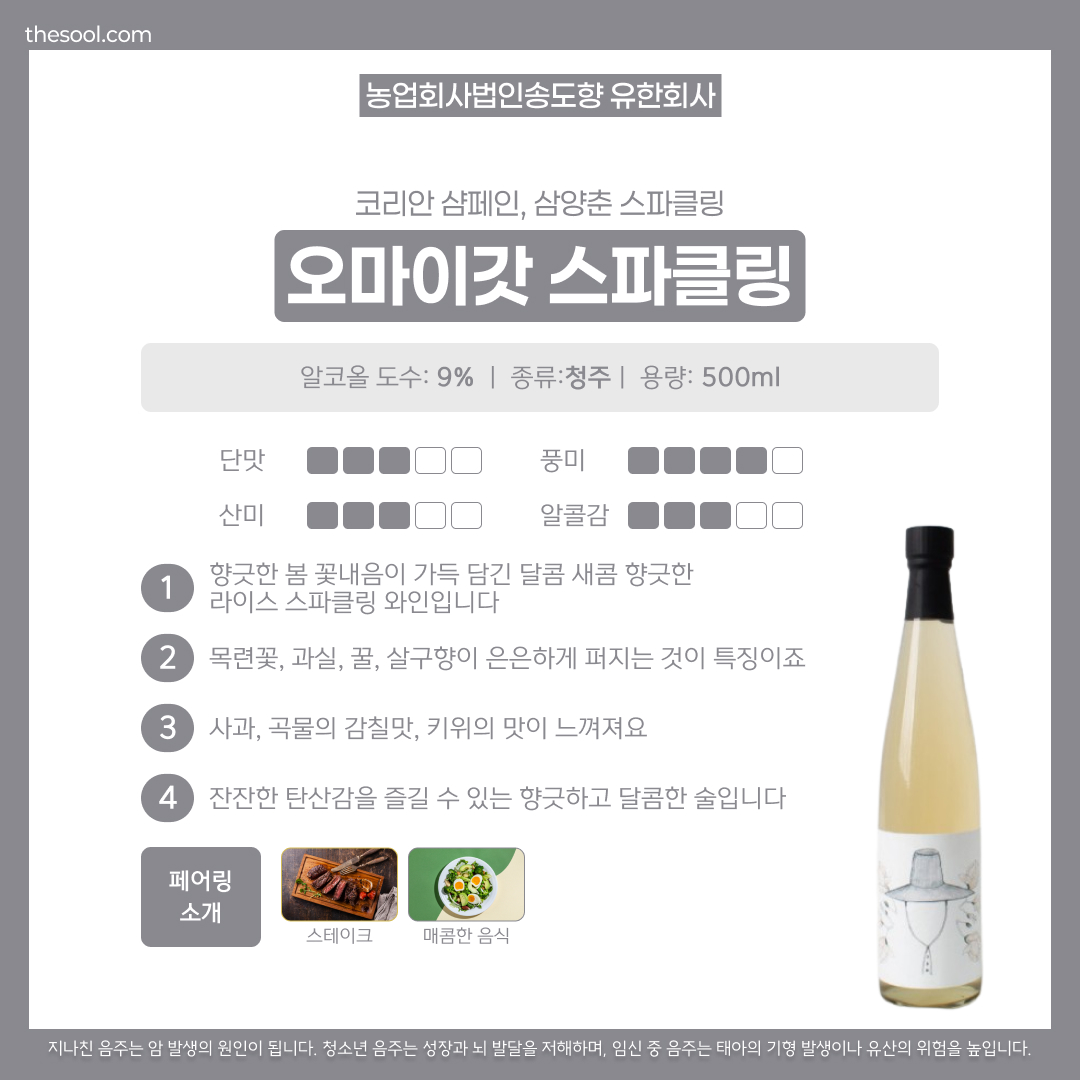 thesool.com
농업회사법인송도향 유한회사
코리안 샴페인, 삼양춘 스파클링
오마이갓 스파클링
알코올 도수: 9% | 종류:청주 | 용량: 500ml
단맛 풍미
산미 알콜감
1 향긋한 봄 꽃내음이 가득 담긴 달콤 새콤 향긋한
라이스 스파클링 와인입니다
2 목련꽃, 과실, 꿀, 살구향이 은은하게 퍼지는 것이 특징이죠
3 사과, 곡물의 감칠맛, 키위의 맛이 느껴져요
4 잔잔한 탄산감을 즐길 수 있는 향긋하고 달콤한 술입니다
페어링
소개
스테이크 매콤한 음식
지나친 음주는 암 발생의 원인이 됩니다. 청소년 음주는 성장과 뇌 발달을 저해하며, 임신 중 음주는 태아의 기형 발생이나 유산의 위험을 높입니다.